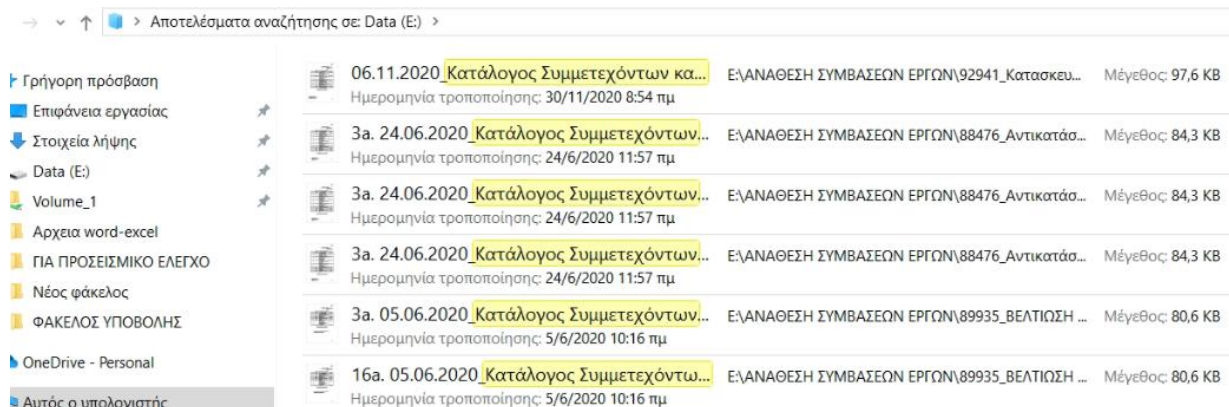 Αποτελέσματα αναζήτησης σε: Data (E:)
Γρήγορη πρόσβαση
Επιφάνεια εργασίας
Στοιχεία λήψης
Data (E:)
Volume_1
Αρχεια word-excel
ΓΙΑ ΠΡΟΣΕΙΣΜΙΚΟ ΕΛΕΓΧΟ
Νέος φάκελος
ΦΑΚΕΛΟΣ ΥΠΟΒΟΛΗΣ
OneDrive - Personal
Αυτός ο υπολογιστής
06.11.2020_Κατάλογος Συμμετεχόντων κα... E:\ΑΝΑΘΕΣΗ ΣΥΜΒΑΣΕΩΝ ΕΡΓΩΝ\92941_Κατασκευ... Μέγεθος: 97,6 KB
Ημερομηνία τροποποίησης: 30/11/2020 8:54 πμ
3a. 24.06.2020_Κατάλογος Συμμετεχόντων... E:\ΑΝΑΘΕΣΗ ΣΥΜΒΑΣΕΩΝ ΕΡΓΩΝ\88476_Αντικατάσ... Μέγεθος: 84,3 KB
Ημερομηνία τροποποίησης: 24/6/2020 11:57 πμ
3a. 24.06.2020_Κατάλογος Συμμετεχόντων... E:\ΑΝΑΘΕΣΗ ΣΥΜΒΑΣΕΩΝ ΕΡΓΩΝ\88476_Αντικατάσ... Μέγεθος: 84,3 KB
Ημερομηνία τροποποίησης: 24/6/2020 11:57 πμ
3a. 24.06.2020_Κατάλογος Συμμετεχόντων... E:\ΑΝΑΘΕΣΗ ΣΥΜΒΑΣΕΩΝ ΕΡΓΩΝ\88476_Αντικατάσ... Μέγεθος: 84,3 KB
Ημερομηνία τροποποίησης: 24/6/2020 11:57 πμ
3a. 05.06.2020_Κατάλογος Συμμετεχόντων... E:\ΑΝΑΘΕΣΗ ΣΥΜΒΑΣΕΩΝ ΕΡΓΩΝ\89935_ΒΕΛΤΙΩΣΗ ... Μέγεθος: 80,6 KB
Ημερομηνία τροποποίησης: 5/6/2020 10:16 πμ
16a. 05.06.2020_Κατάλογος Συμμετεχόντω... E:\ΑΝΑΘΕΣΗ ΣΥΜΒΑΣΕΩΝ ΕΡΓΩΝ\89935_ΒΕΛΤΙΩΣΗ ... Μέγεθος: 80,6 KB
Ημερομηνία τροποποίησης: 5/6/2020 10:16 πμ